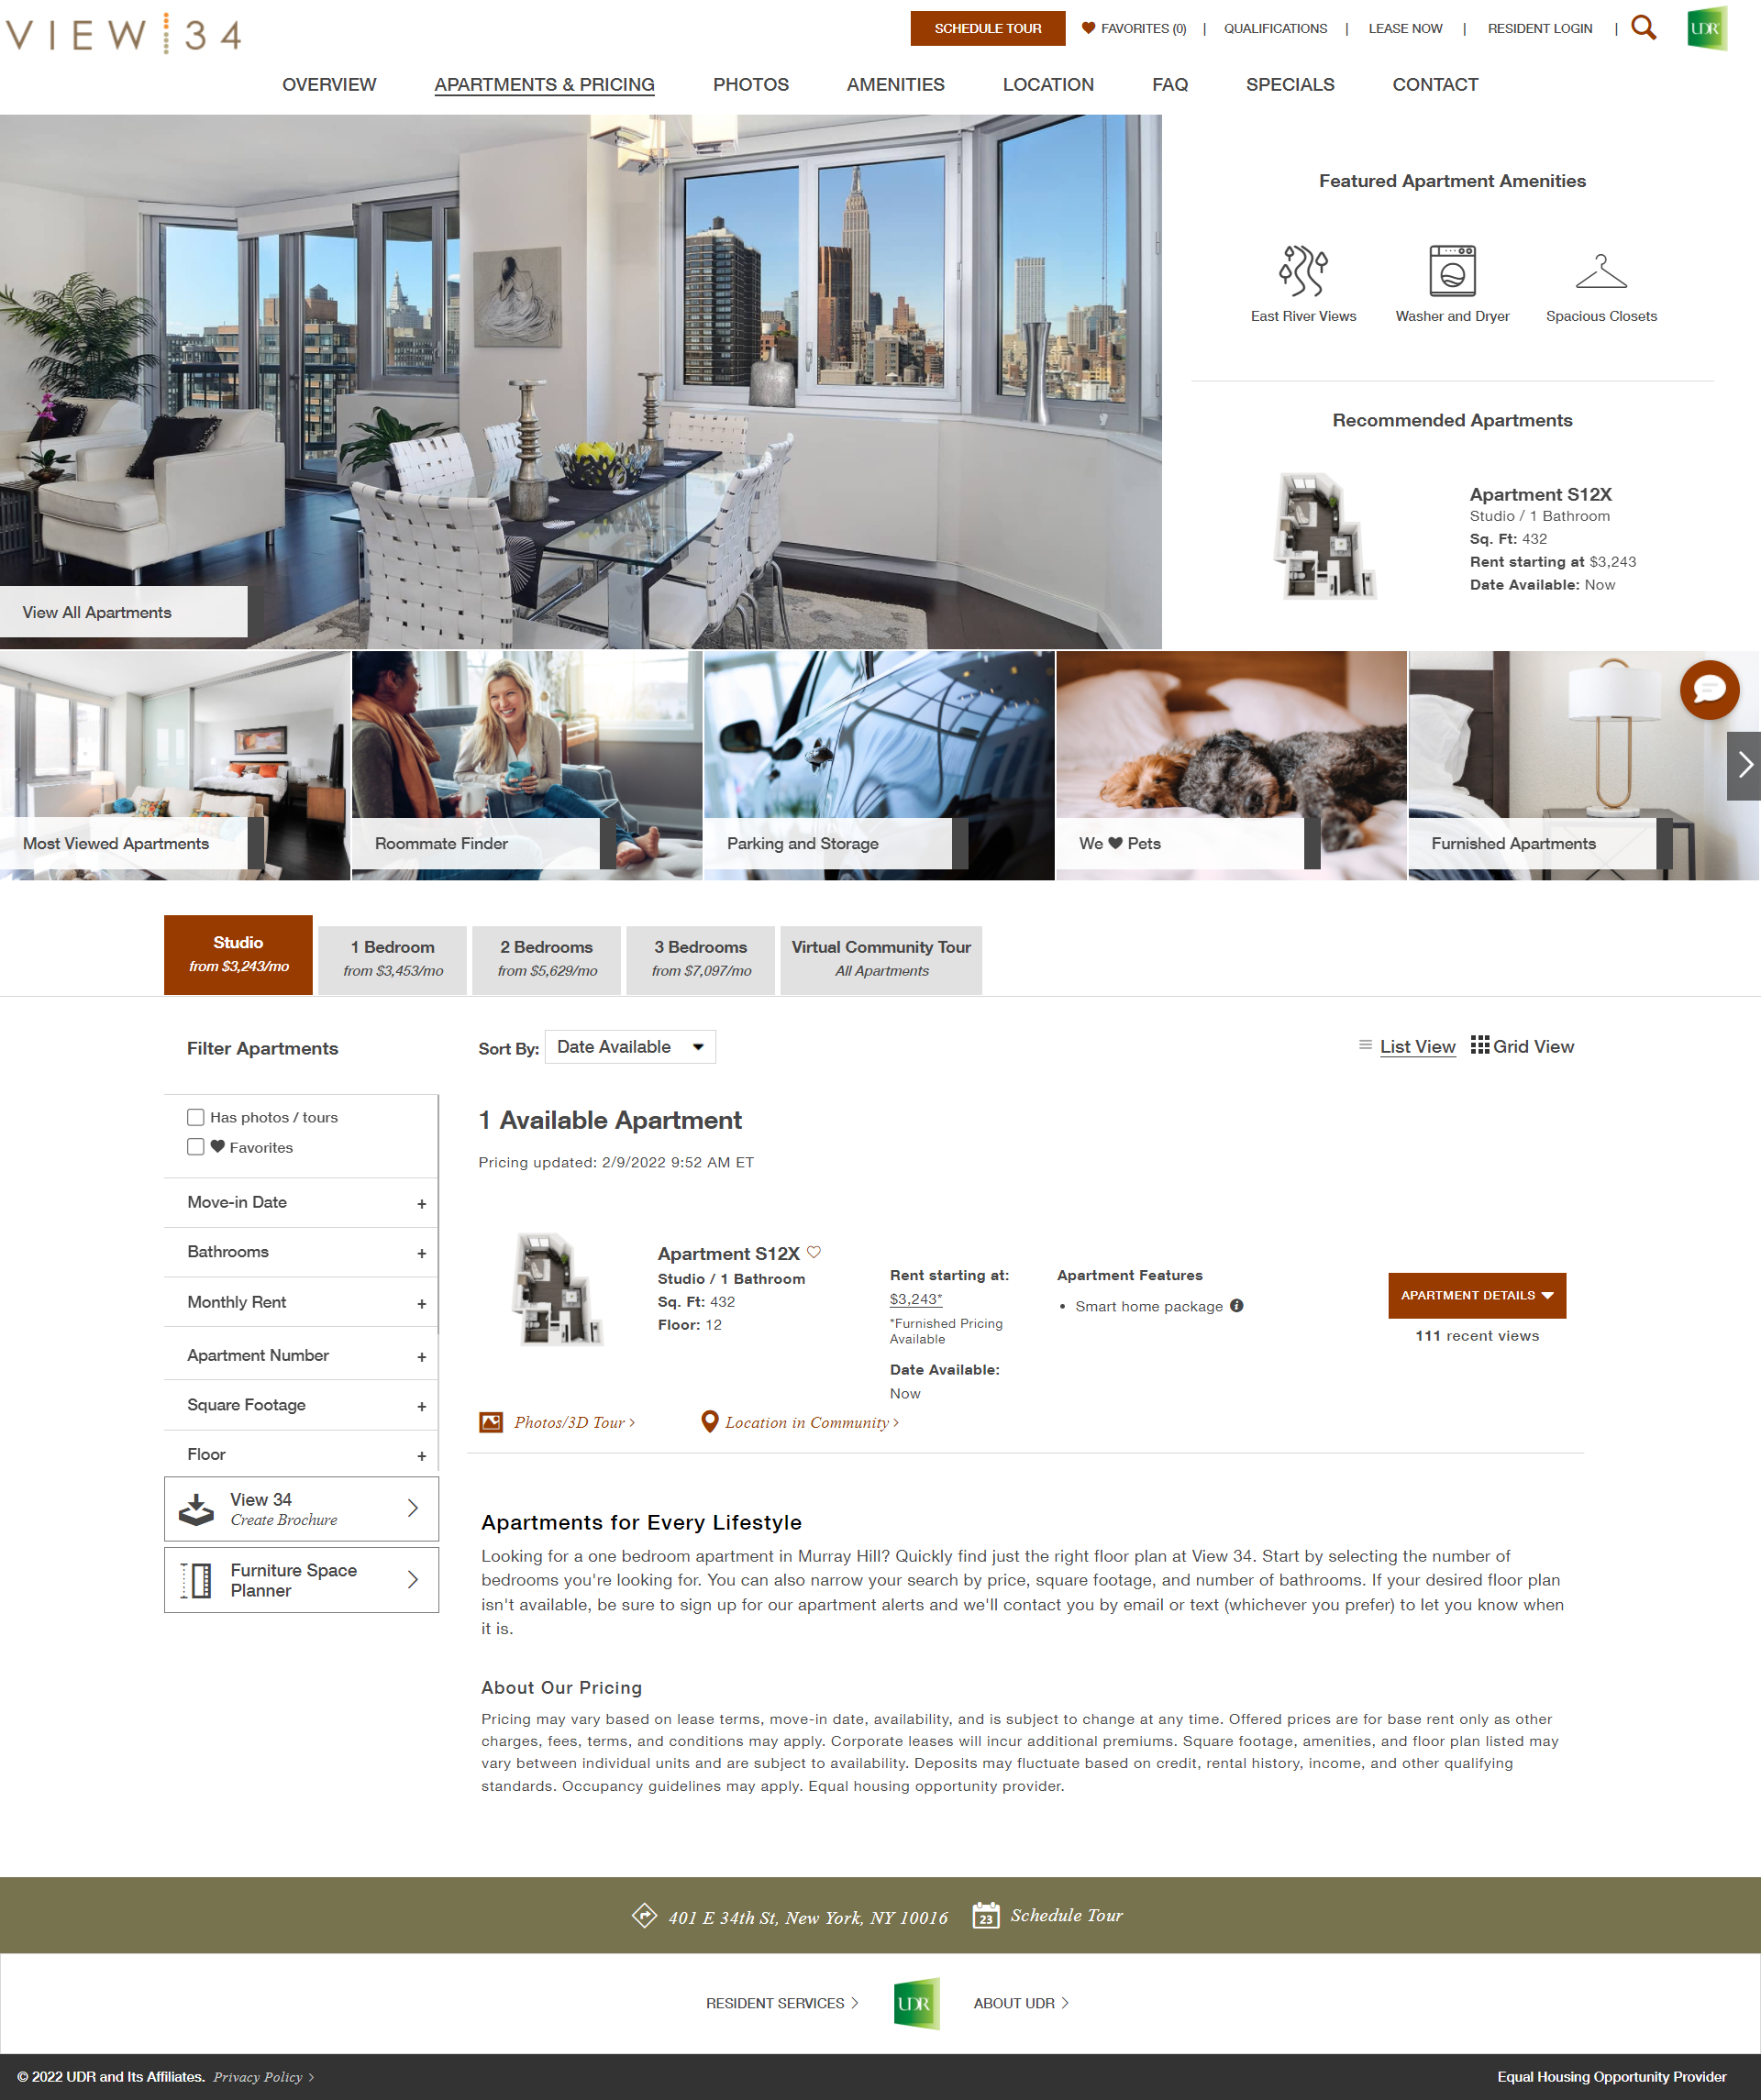 VIEW 34
SCHEDULE TOUR
FAVORITES (0) | QUALIFICATIONS | LEASE NOW | RESIDENT LOGIN |
UDR
OVERVIEW
APARTMENTS & PRICING
PHOTOS
AMENITIES
LOCATION
FAQ
SPECIALS
CONTACT
View All Apartments
Featured Apartment Amenities
East River Views
Washer and Dryer
Spacious Closets
Recommended Apartments
Apartment S12X
Studio / 1 Bathroom
Sq. Ft: 432
Rent starting at $3,243
Date Available: Now
Most Viewed Apartments
Roommate Finder
Parking and Storage
We ♥ Pets
Furnished Apartments
Studio
from $3,243/mo
1 Bedroom
from $3,453/mo
2 Bedrooms
from $5,629/mo
3 Bedrooms
from $7,097/mo
Virtual Community Tour
All Apartments
Filter Apartments
Has photos / tours
Favorites
Move-in Date +
Bathrooms +
Monthly Rent +
Apartment Number +
Square Footage +
Floor +
View 34
Create Brochure
Furniture Space
Planner
Sort By: Date Available
List View
Grid View
1 Available Apartment
Pricing updated: 2/9/2022 9:52 AM ET
Apartment S12X
Studio / 1 Bathroom
Sq. Ft: 432
Floor: 12
Rent starting at:
$3,243*
*Furnished Pricing
Available
Date Available:
Now
Apartment Features
• Smart home package
APARTMENT DETAILS
111 recent views
Photos/3D Tour >
Location in Community >
Apartments for Every Lifestyle
Looking for a one bedroom apartment in Murray Hill? Quickly find just the right floor plan at View 34. Start by selecting the number of
bedrooms you're looking for. You can also narrow your search by price, square footage, and number of bathrooms. If your desired floor plan
isn't available, be sure to sign up for our apartment alerts and we'll contact you by email or text (whichever you prefer) to let you know when
it is.
About Our Pricing
Pricing may vary based on lease terms, move-in date, availability, and is subject to change at any time. Offered prices are for base rent only as other
charges, fees, terms, and conditions may apply. Corporate leases will incur additional premiums. Square footage, amenities, and floor plan listed may
vary between individual units and are subject to availability. Deposits may fluctuate based on credit, rental history, income, and other qualifying
standards. Occupancy guidelines may apply. Equal housing opportunity provider.
401 E 34th St, New York, NY 10016
23
Schedule Tour
RESIDENT SERVICES >
UDR
ABOUT UDR >
© 2022 UDR and Its Affiliates. Privacy Policy >
Equal Housing Opportunity Provider